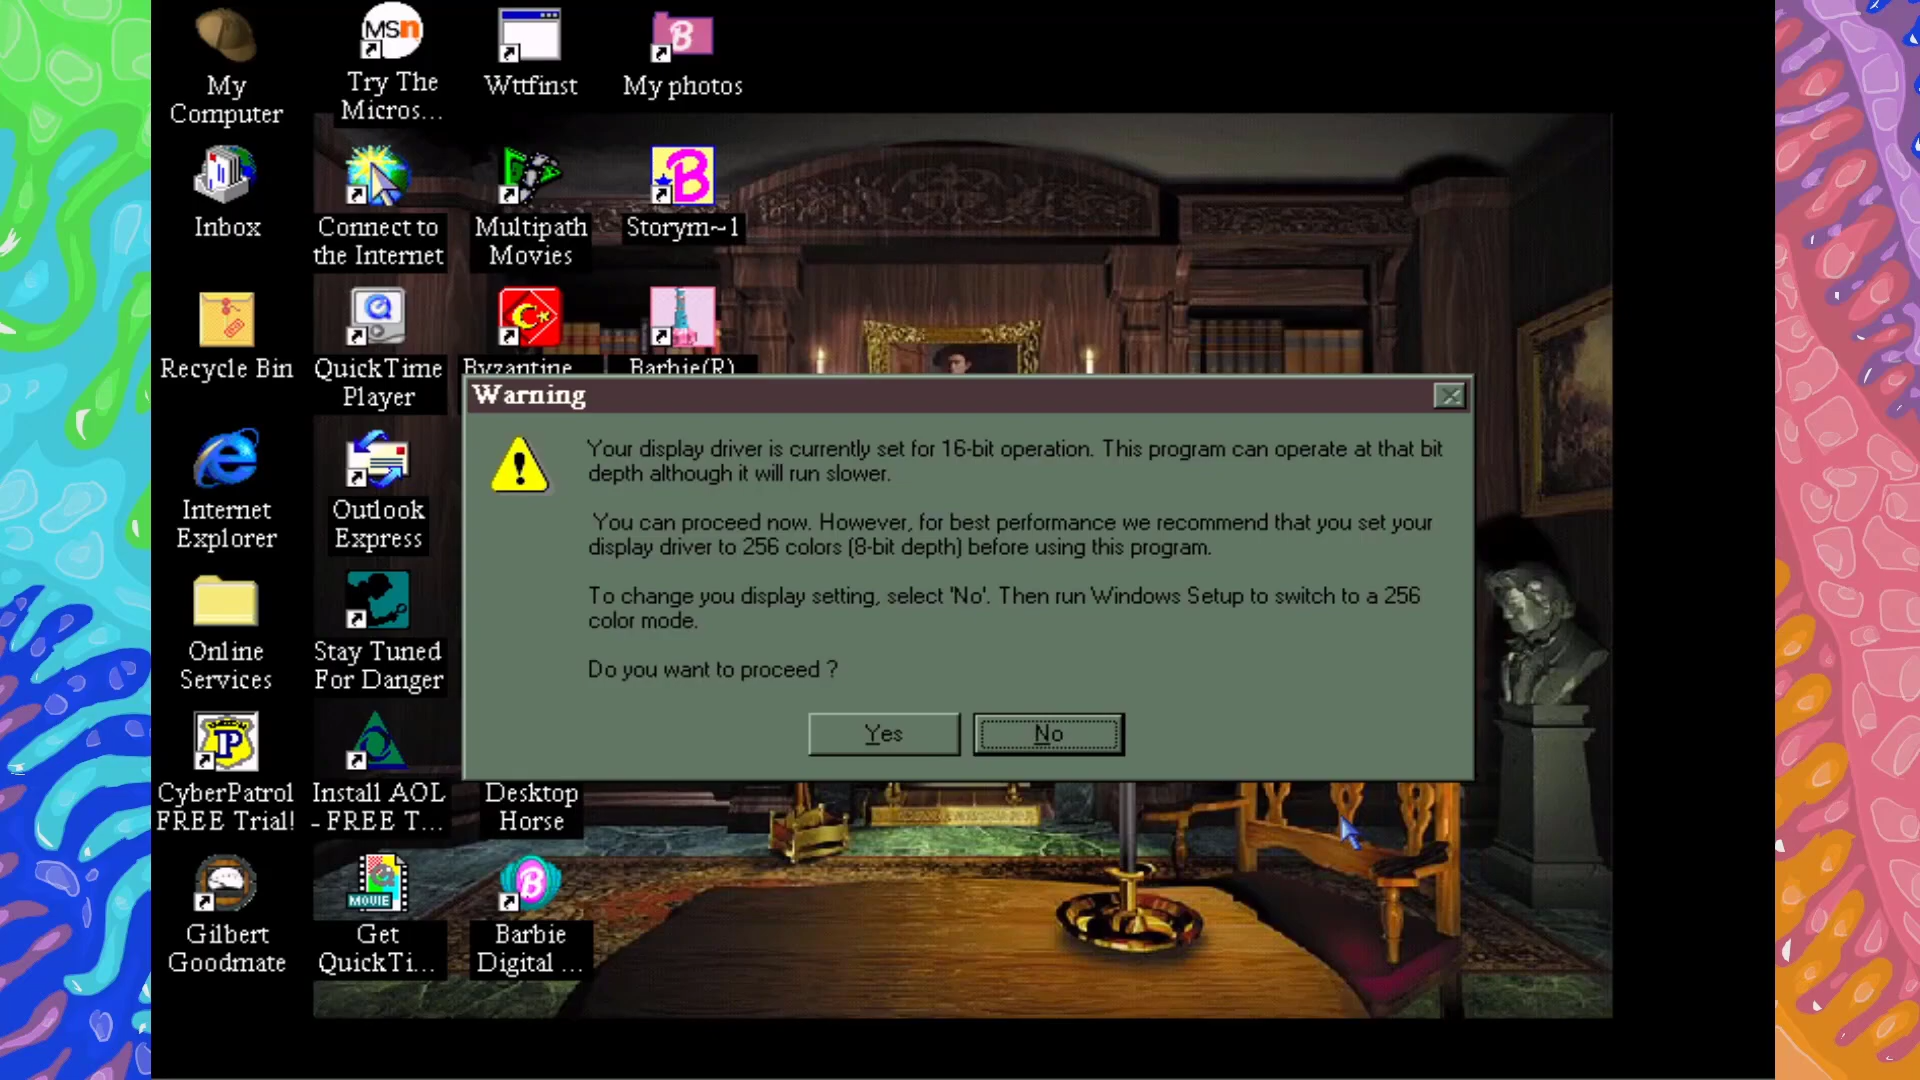 MSn
B
My
Computer
Try The
Micros...
Wttfinst
My photos
B
Inbox
Connect to
the Internet
Multipath
Movies
Storym~1
Recycle Bin
QuickTime
Player
Byzantine
Barbie(R)
Warning
Your display driver is currently set for 16-bit operation. This program can operate at that bit
depth although it will run slower.
You can proceed now. However, for best performance we recommend that you set your
display driver to 256 colors (8-bit depth) before using this program.
To change you display setting, select 'No'. Then run Windows Setup to switch to a 256
color mode.
Do you want to proceed ?
Yes
No
Internet
Explorer
Outlook
Express
Online
Services
Stay Tuned
For Danger
P
CyberPatrol
FREE Trial!
Install AOL
- FREE T...
Desktop
Horse
MOVIE
B
Gilbert
Goodmate
Get
QuickTi...
Barbie
Digital ...